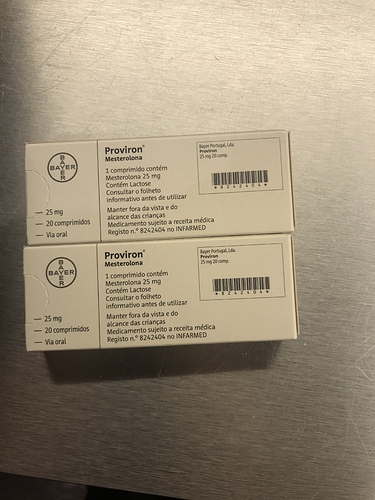 BAYER
BAYER
25 mg
20 comprimidos
Via oral
Proviron®
Mesterolona
1 comprimido contém
Mesterolona 25 mg
Contém Lactose
Consultar o folheto
informativo antes de utilizar
Manter fora da vista e do
alcance das crianças
Medicamento sujeito a receita médica
Registo n.º 8242404 no INFARMED
Bayer Portugal, Lda.
Proviron
25 mg 20 comp.
*8242404*
BAYER
BAYER
25 mg
20 comprimidos
Via oral
Proviron®
Mesterolona
1 comprimido contém
Mesterolona 25 mg
Contém Lactose
Consultar o folheto
informativo antes de utilizar
Manter fora da vista e do
alcance das crianças
Medicamento sujeito a receita médica
Registo n.º 8242404 no INFARMED
Bayer Portugal, Lda.
Proviron
25 mg 20 comp.
*8242404*